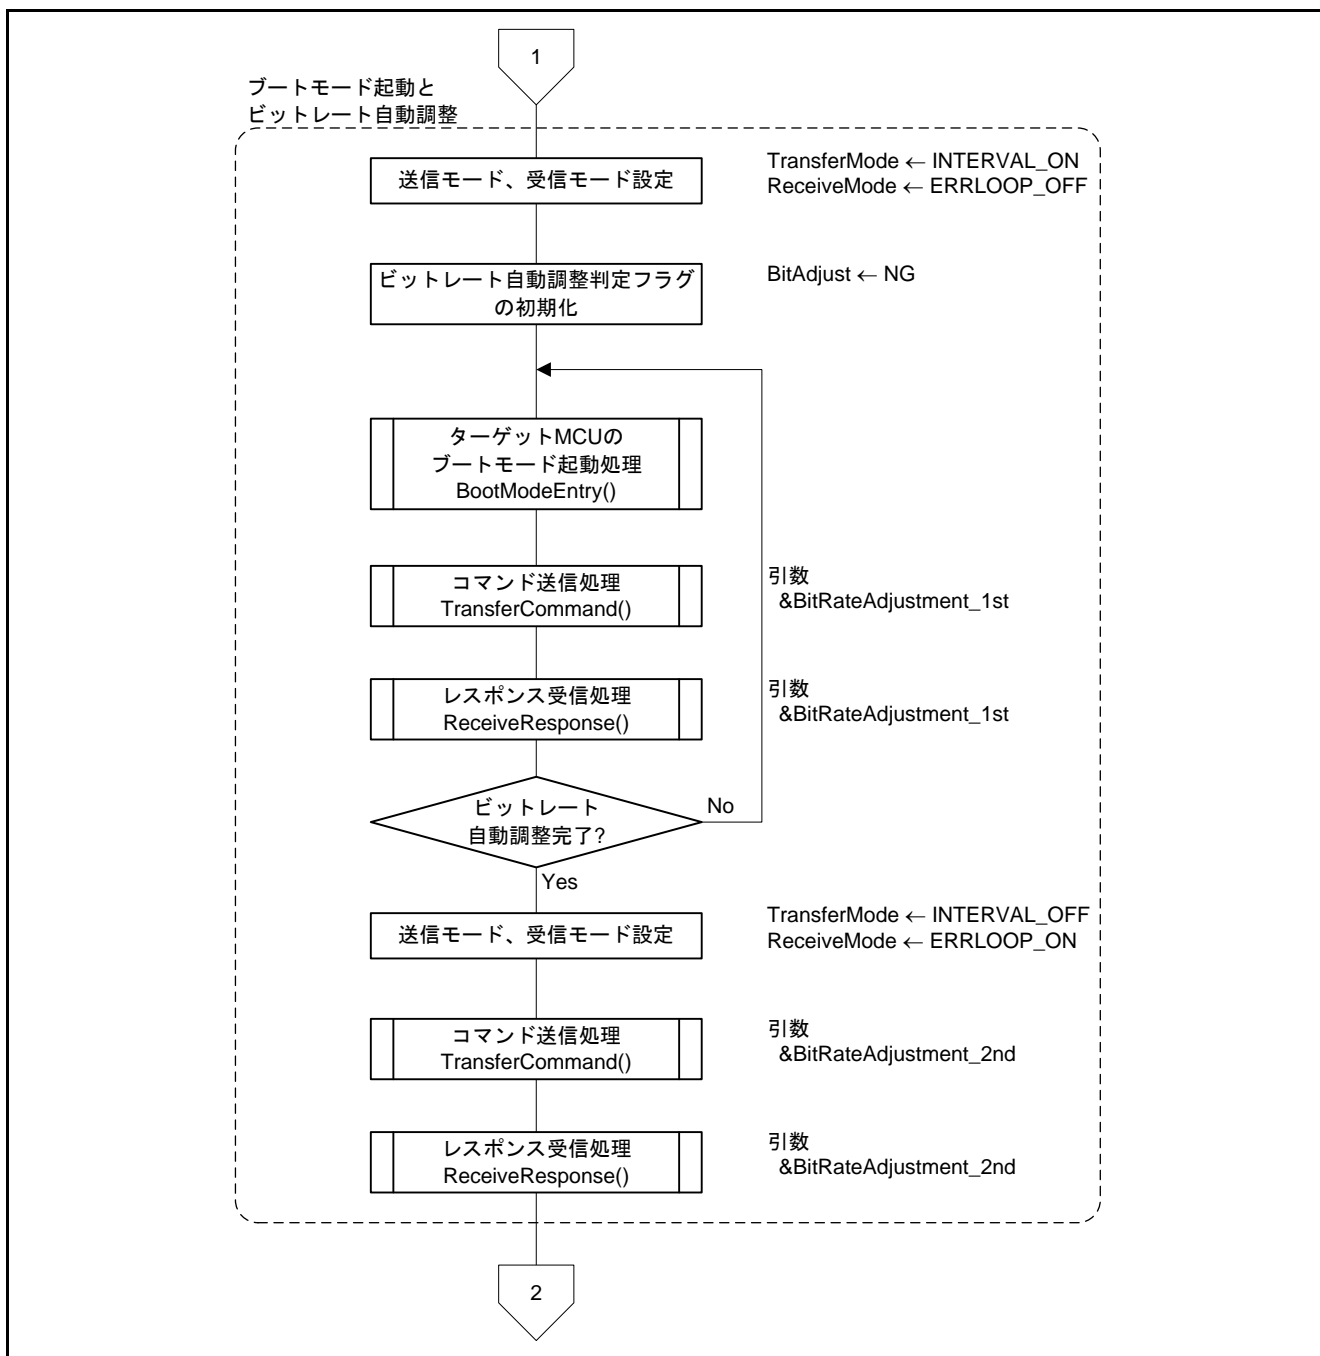 1
ブートモード起動と
ビットレート自動調整
送信モード、受信モード設定
TransferMode ← INTERVAL_ON
ReceiveMode ← ERRLOOP_OFF
ビットレート自動調整判定フラグ
の初期化
BitAdjust ← NG
ターゲットMCUの
ブートモード起動処理
BootModeEntry()
コマンド送信処理
TransferCommand()
引数
&BitRateAdjustment_1st
レスポンス受信処理
ReceiveResponse()
引数
&BitRateAdjustment_1st
ビットレート
自動調整完了?
No
Yes
送信モード、受信モード設定
TransferMode ← INTERVAL_OFF
ReceiveMode ← ERRLOOP_ON
コマンド送信処理
TransferCommand()
引数
&BitRateAdjustment_2nd
レスポンス受信処理
ReceiveResponse()
引数
&BitRateAdjustment_2nd
2